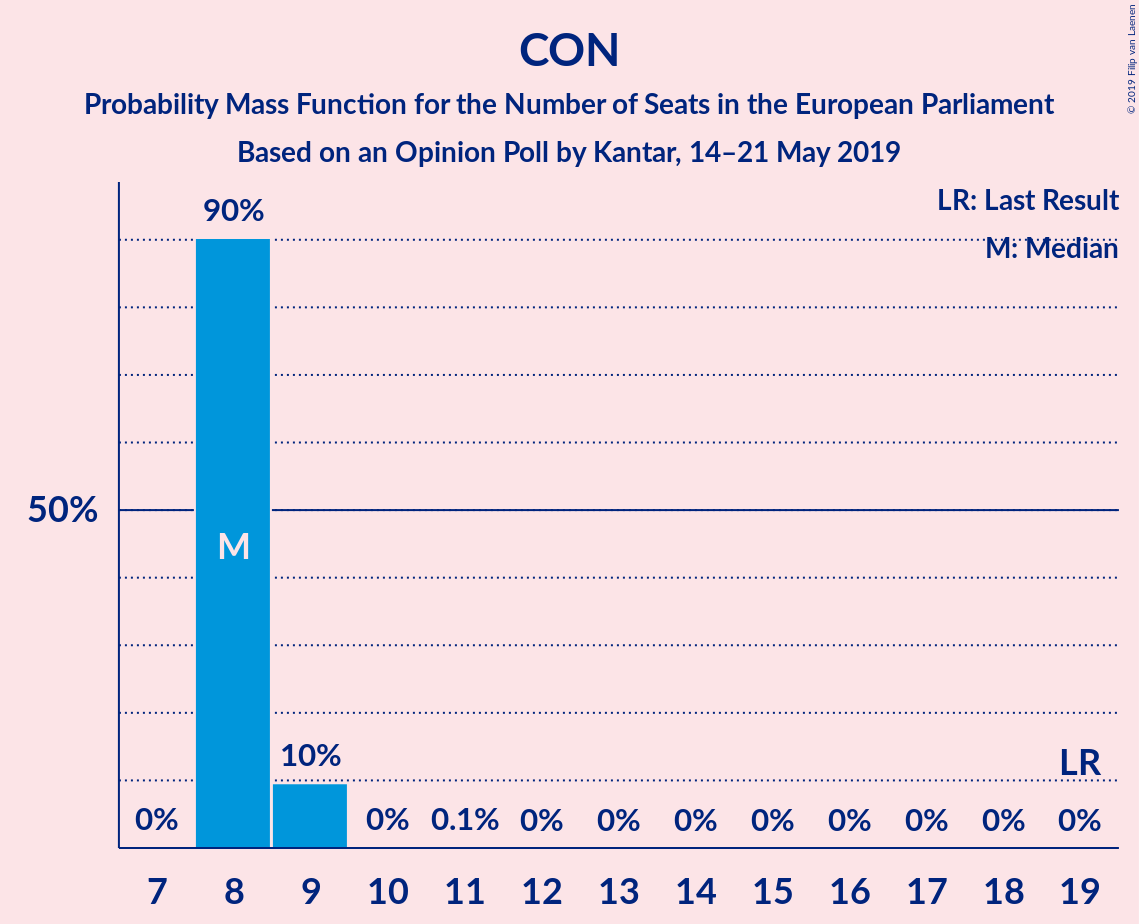 CON
Probability Mass Function for the Number of Seats in the European Parliament
Based on an Opinion Poll by Kantar, 14–21 May 2019
© 2019 Filip van Laenen
LR: Last Result
M: Median
90%
50%
M
10%
LR
0%
0%
0.1%
0%
0%
0%
0%
0%
0%
0%
0%
7 8 9 10 11 12 13 14 15 16 17 18 19